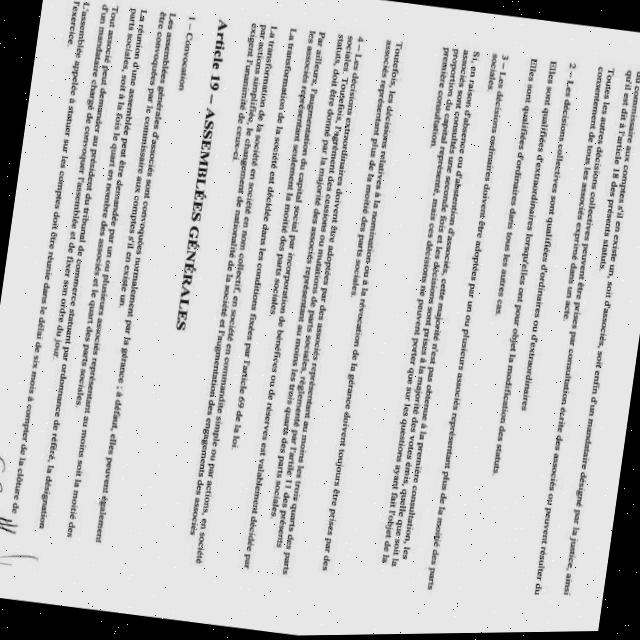 du commissaire aux comptes s'il en existe un, soit d'associés, soit enfin d'un mandataire désigné par la justice, ainsi
qu'il est dit à l'article 18 des présents statuts.
Toutes les autres décisions collectives peuvent être prises par consultation écrite des associés ou peuvent résulter du
consentement de tous les associés exprimé dans un acte.
2 - Les décisions collectives sont qualifiées d'ordinaires ou d'extraordinaires
Elles sont qualifiées d'extraordinaires lorsqu'elles ont pour objet la modification des statuts.
Elles sont qualifiées d'ordinaires dans tous les autres cas.
3 – Les décisions ordinaires doivent être adoptées par un ou plusieurs associés représentant plus de la moitié des parts
sociales.
Si, en raison d'absence ou d'abstention d'associés, cette majorité n'est pas obtenue à la première consultation, les
associés sont consultés une seconde fois et les décisions sont prises à la majorité des votes émis, quelle que soit la
proportion du capital représenté, mais ces décisions ne peuvent porter que sur les questions ayant fait l'objet de la
première consultation.
Toutefois, les décisions relatives à la nomination ou à la révocation de la gérance doivent toujours être prises par des
associés représentant plus de la moitié des parts sociales.
4 – Les décisions extraordinaires doivent être adoptées par des associés représentant au moins les trois quarts des parts
sociales. Toutefois, l'agrément des cessions ou mutations de parts sociales, réglementé par l'article 11 des présents
statuts, doit être donné par la majorité des associés représentant au moins les trois quarts des parts sociales.
Par ailleurs, l'augmentation du capital social par incorporation de bénéfices ou de réserves est valablement décidée par
les associés représentant seulement la moitié des parts sociales.
La transformation de la société est décidée dans les conditions fixées par l'article 69 de la loi.
La transformation de la société en société en nom collectif, en société en commandite simple ou par actions, en société
par actions simplifiée, le changement de nationalité de la société et l'augmentation des engagements des associés
exigent l'unanimité de ceux-ci.
Article 19 – ASSEMBLÉES GÉNÉRALES
1 – Convocation
Les assemblées générales d'associés sont convoquées normalement par la gérance ; à défaut, elles peuvent également
être convoquées par le commissaire aux comptes s'il en existe un.
La réunion d'une assemblée peut être demandée par un ou plusieurs associés représentant au moins soit la moitié des
parts sociales, soit à la fois le quart en nombre des associés et le quart des parts sociales.
Tout associé peut demander au président du tribunal de commerce statuant par ordonnance de référé, la désignation
d'un mandataire chargé de convoquer l'assemblée et de fixer son ordre du jour.
L'assemblée appelée à statuer sur les comptes doit être réunie dans le délai de six mois à compter de la clôture de
l'exercice.